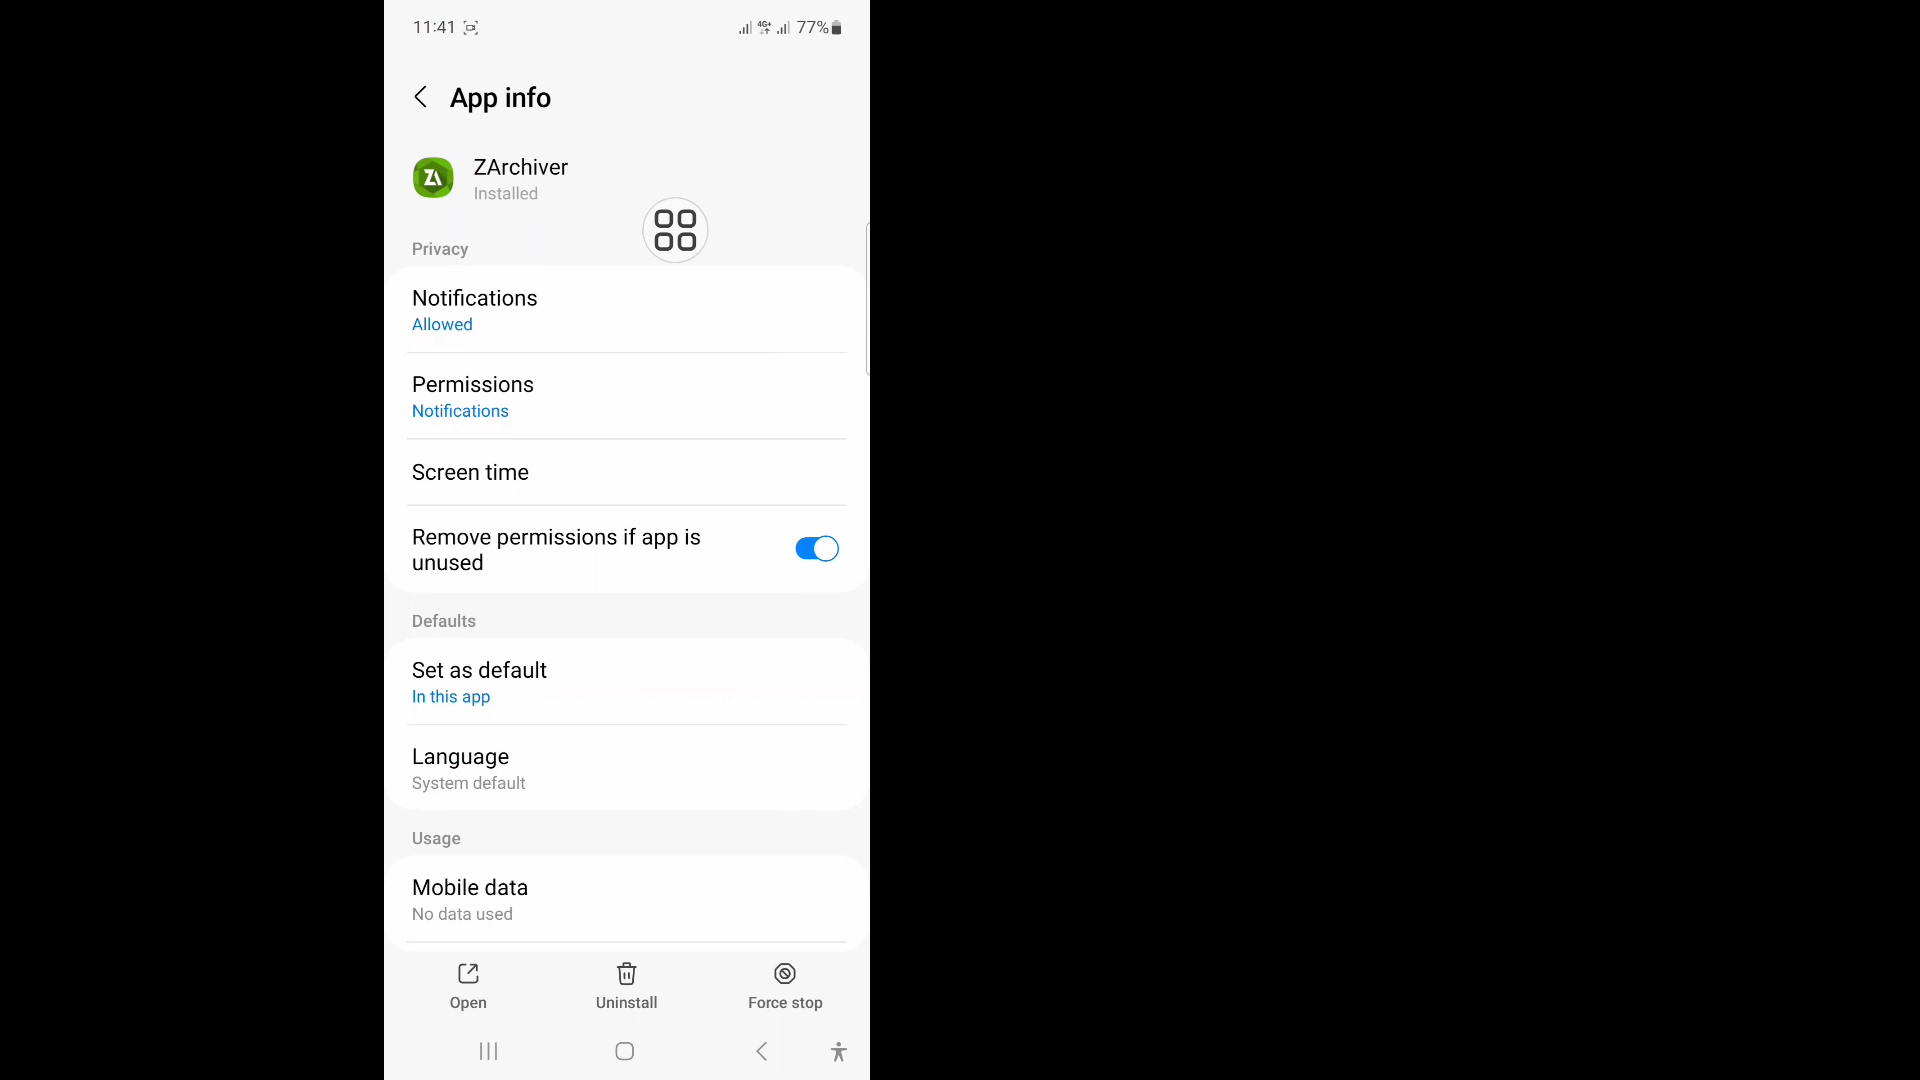 11:41
4G+
77%
App info
ZA
ZArchiver
Installed
Privacy
Notifications
Allowed
Permissions
Notifications
Screen time
Remove permissions if app is
unused
Defaults
Set as default
In this app
Language
System default
Usage
Mobile data
No data used
Open
Uninstall
Force stop